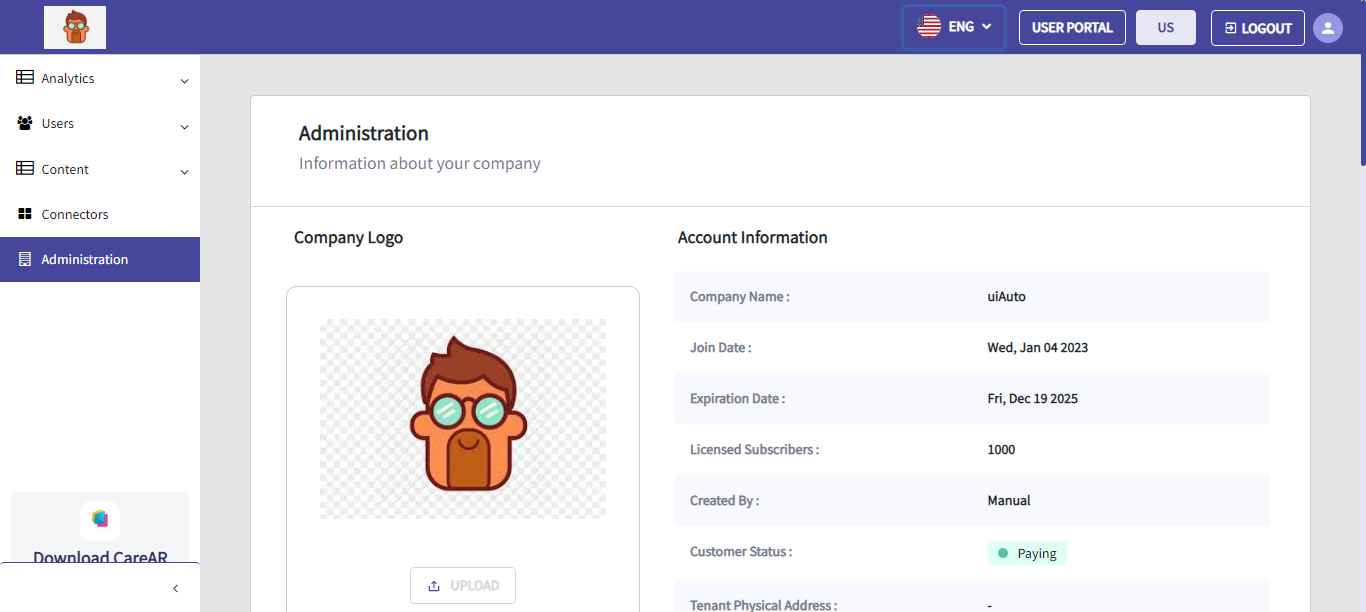 ENG
USER PORTAL
US
LOGOUT
Analytics
Users
Content
Connectors
Administration
Download CareAR
Administration
Information about your company
Company Logo
UPLOAD
Account Information
Company Name : uiAuto
Join Date : Wed, Jan 04 2023
Expiration Date : Fri, Dec 19 2025
Licensed Subscribers : 1000
Created By : Manual
Customer Status : Paying
Tenant Physical Address : -